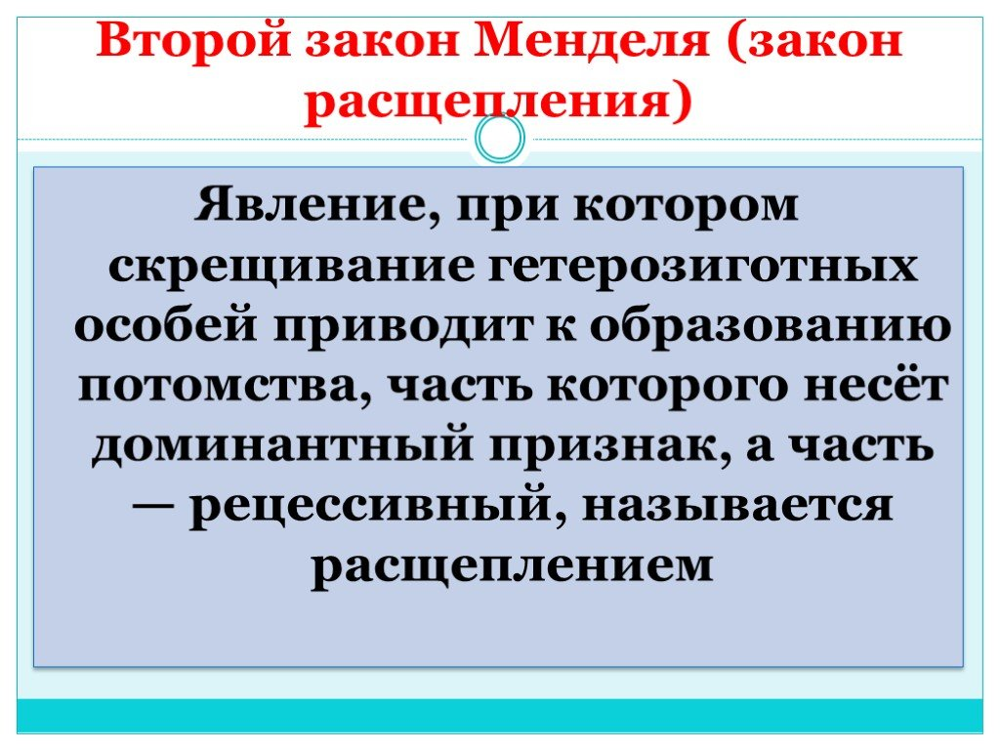 Второй закон Менделя (закон
расщепления)
Явление, при котором
скрещивание гетерозиготных
особей приводит к образованию
потомства, часть которого несёт
доминантный признак, а часть
— рецессивный, называется
расщеплением